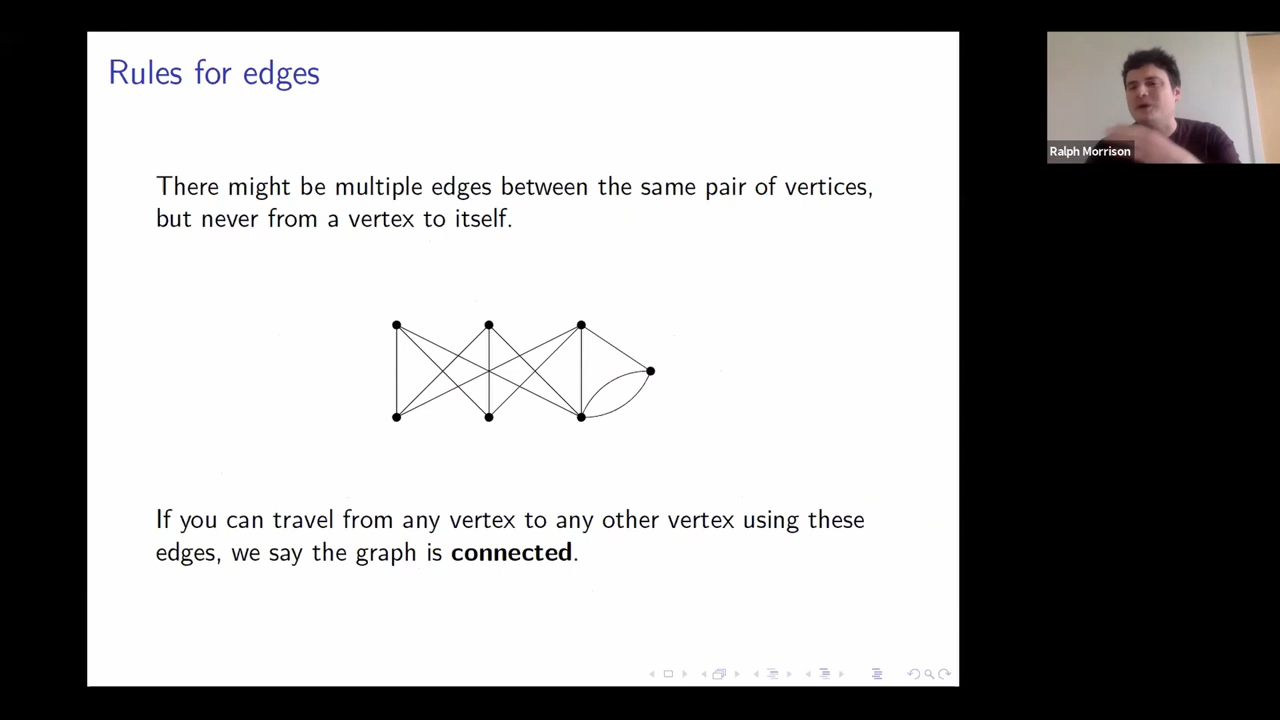 Rules for edges
There might be multiple edges between the same pair of vertices,
but never from a vertex to itself.
If you can travel from any vertex to any other vertex using these
edges, we say the graph is connected.
Ralph Morrison